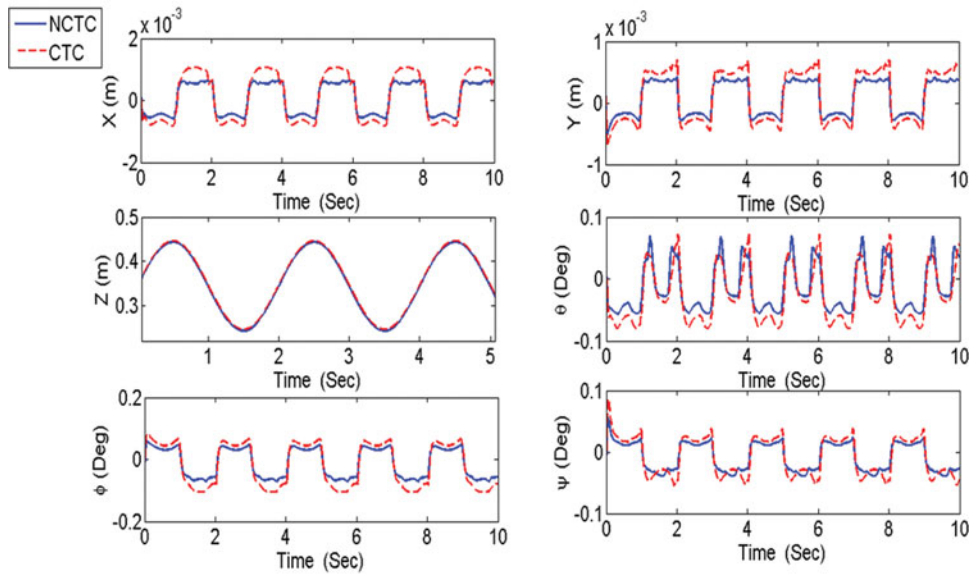 NCTC
CTC
x 10⁻³
2
0
-2
X (m)
0 2 4 6 8 10
Time (Sec)
x 10⁻³
1
0
-1
Y (m)
0 2 4 6 8 10
Time (Sec)
0.5
0.4
0.3
Z (m)
1 2 3 4 5
Time (Sec)
0.1
0
-0.1
θ (Deg)
0 2 4 6 8 10
Time (Sec)
0.2
0
-0.2
ϕ (Deg)
0 2 4 6 8 10
Time (Sec)
0.1
0
-0.1
Ψ (Deg)
0 2 4 6 8 10
Time (Sec)